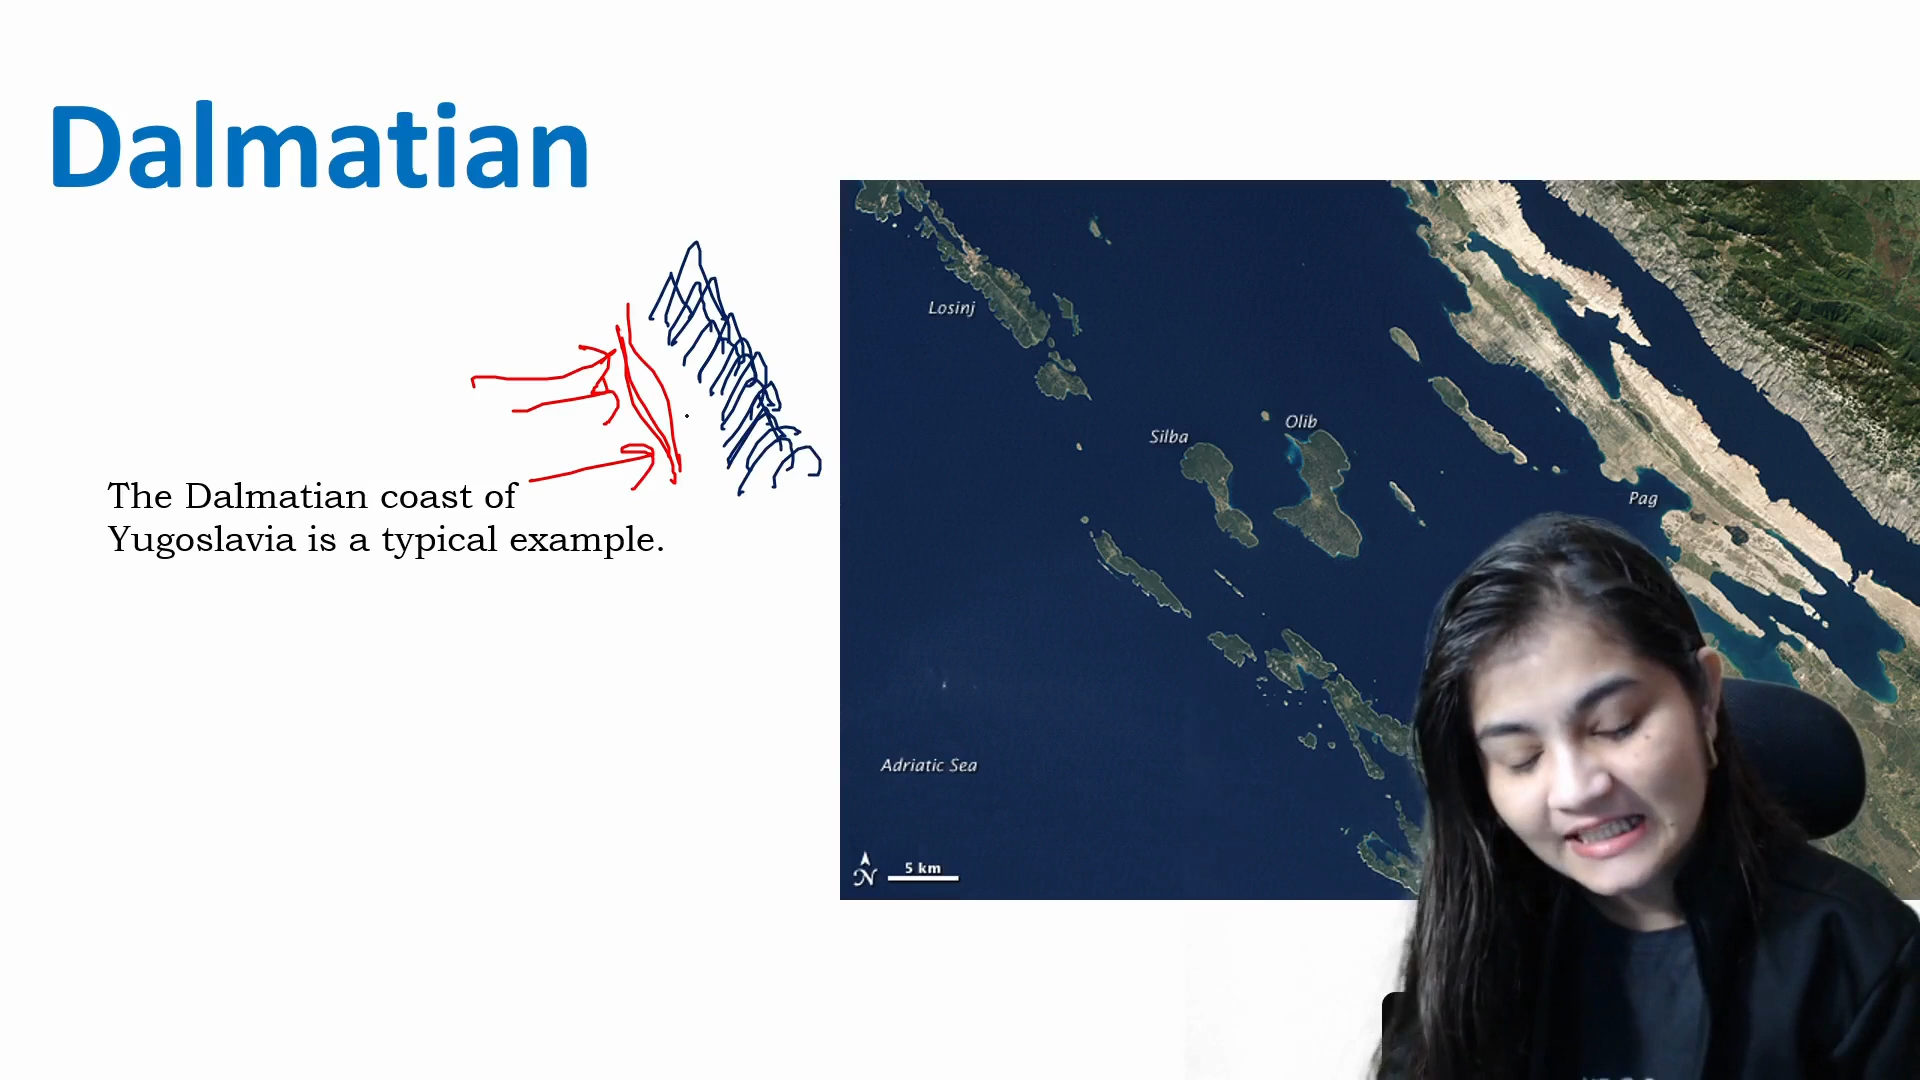 Dalmatian
The Dalmatian coast of
Yugoslavia is a typical example.
Losinj
Silba
Olib
Pag
Adriatic Sea
N
5 km